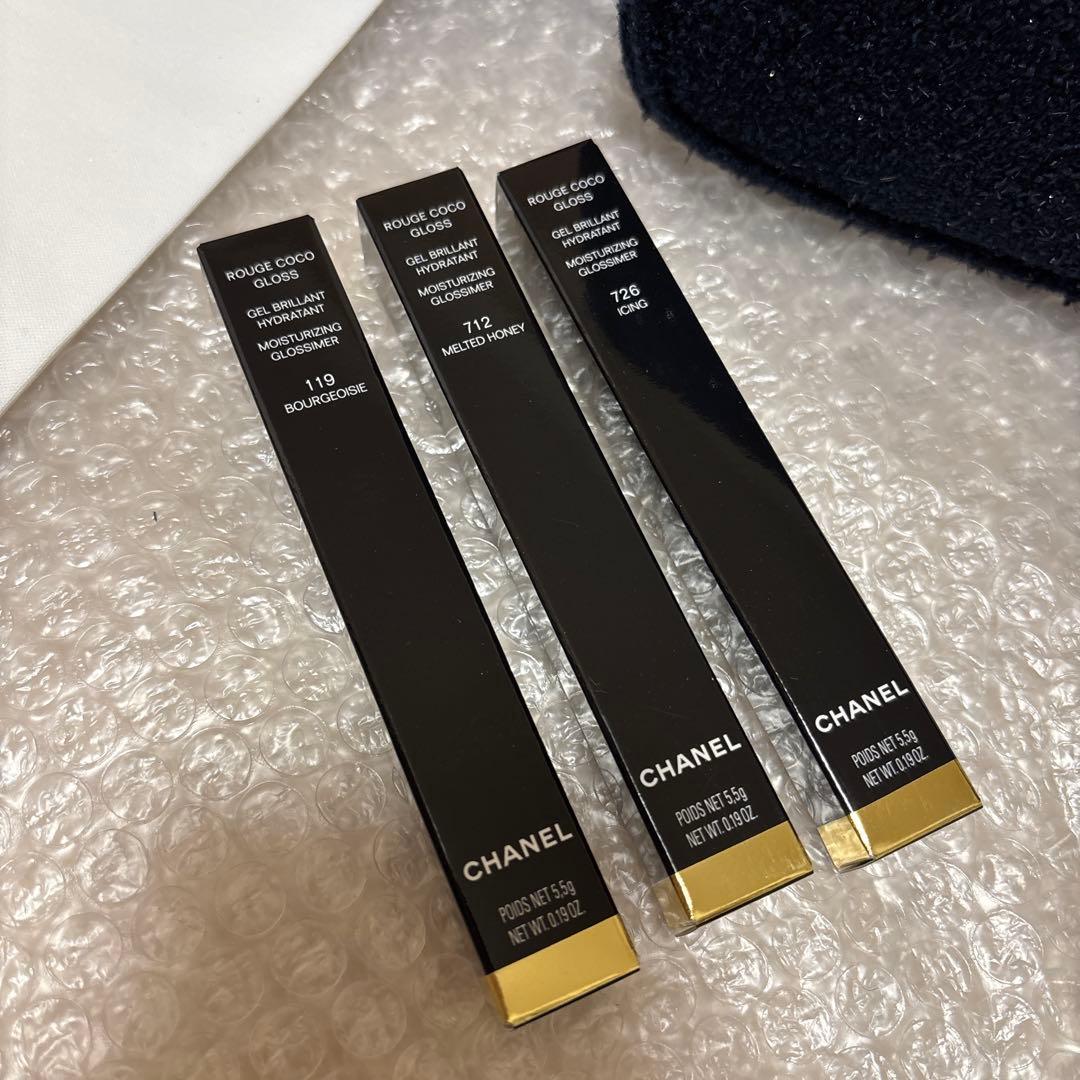 ROUGE COCO
GLOSS
GEL BRILLANT
HYDRATANT
MOISTURIZING
GLOSSIMER
119
BOURGEOISIE
CHANEL
POIDS NET 5,5g
NET WT. 0.19 OZ.
ROUGE COCO
GLOSS
GEL BRILLANT
HYDRATANT
MOISTURIZING
GLOSSIMER
712
MELTED HONEY
CHANEL
POIDS NET 5,5g
NET WT. 0.19 OZ.
ROUGE COCO
GLOSS
GEL BRILLANT
HYDRATANT
MOISTURIZING
GLOSSIMER
726
ICING
CHANEL
POIDS NET 5,5g
NET WT. 0.19 OZ.